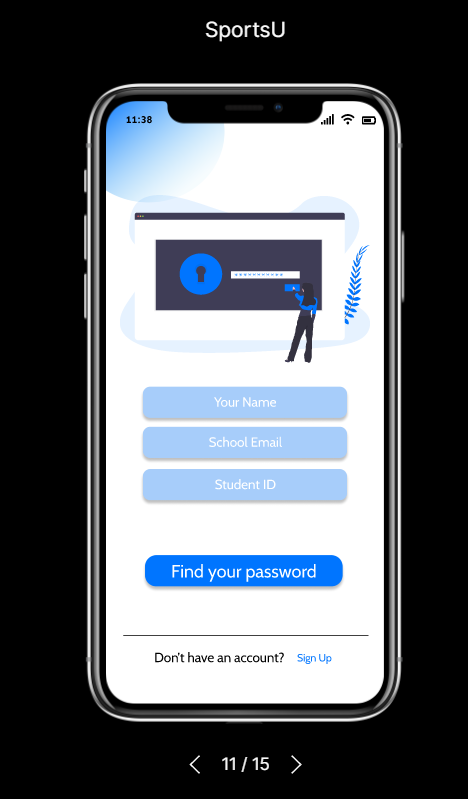 SportsU
11:38
Your Name
School Email
Student ID
Find your password
Don't have an account? Sign Up
11 / 15